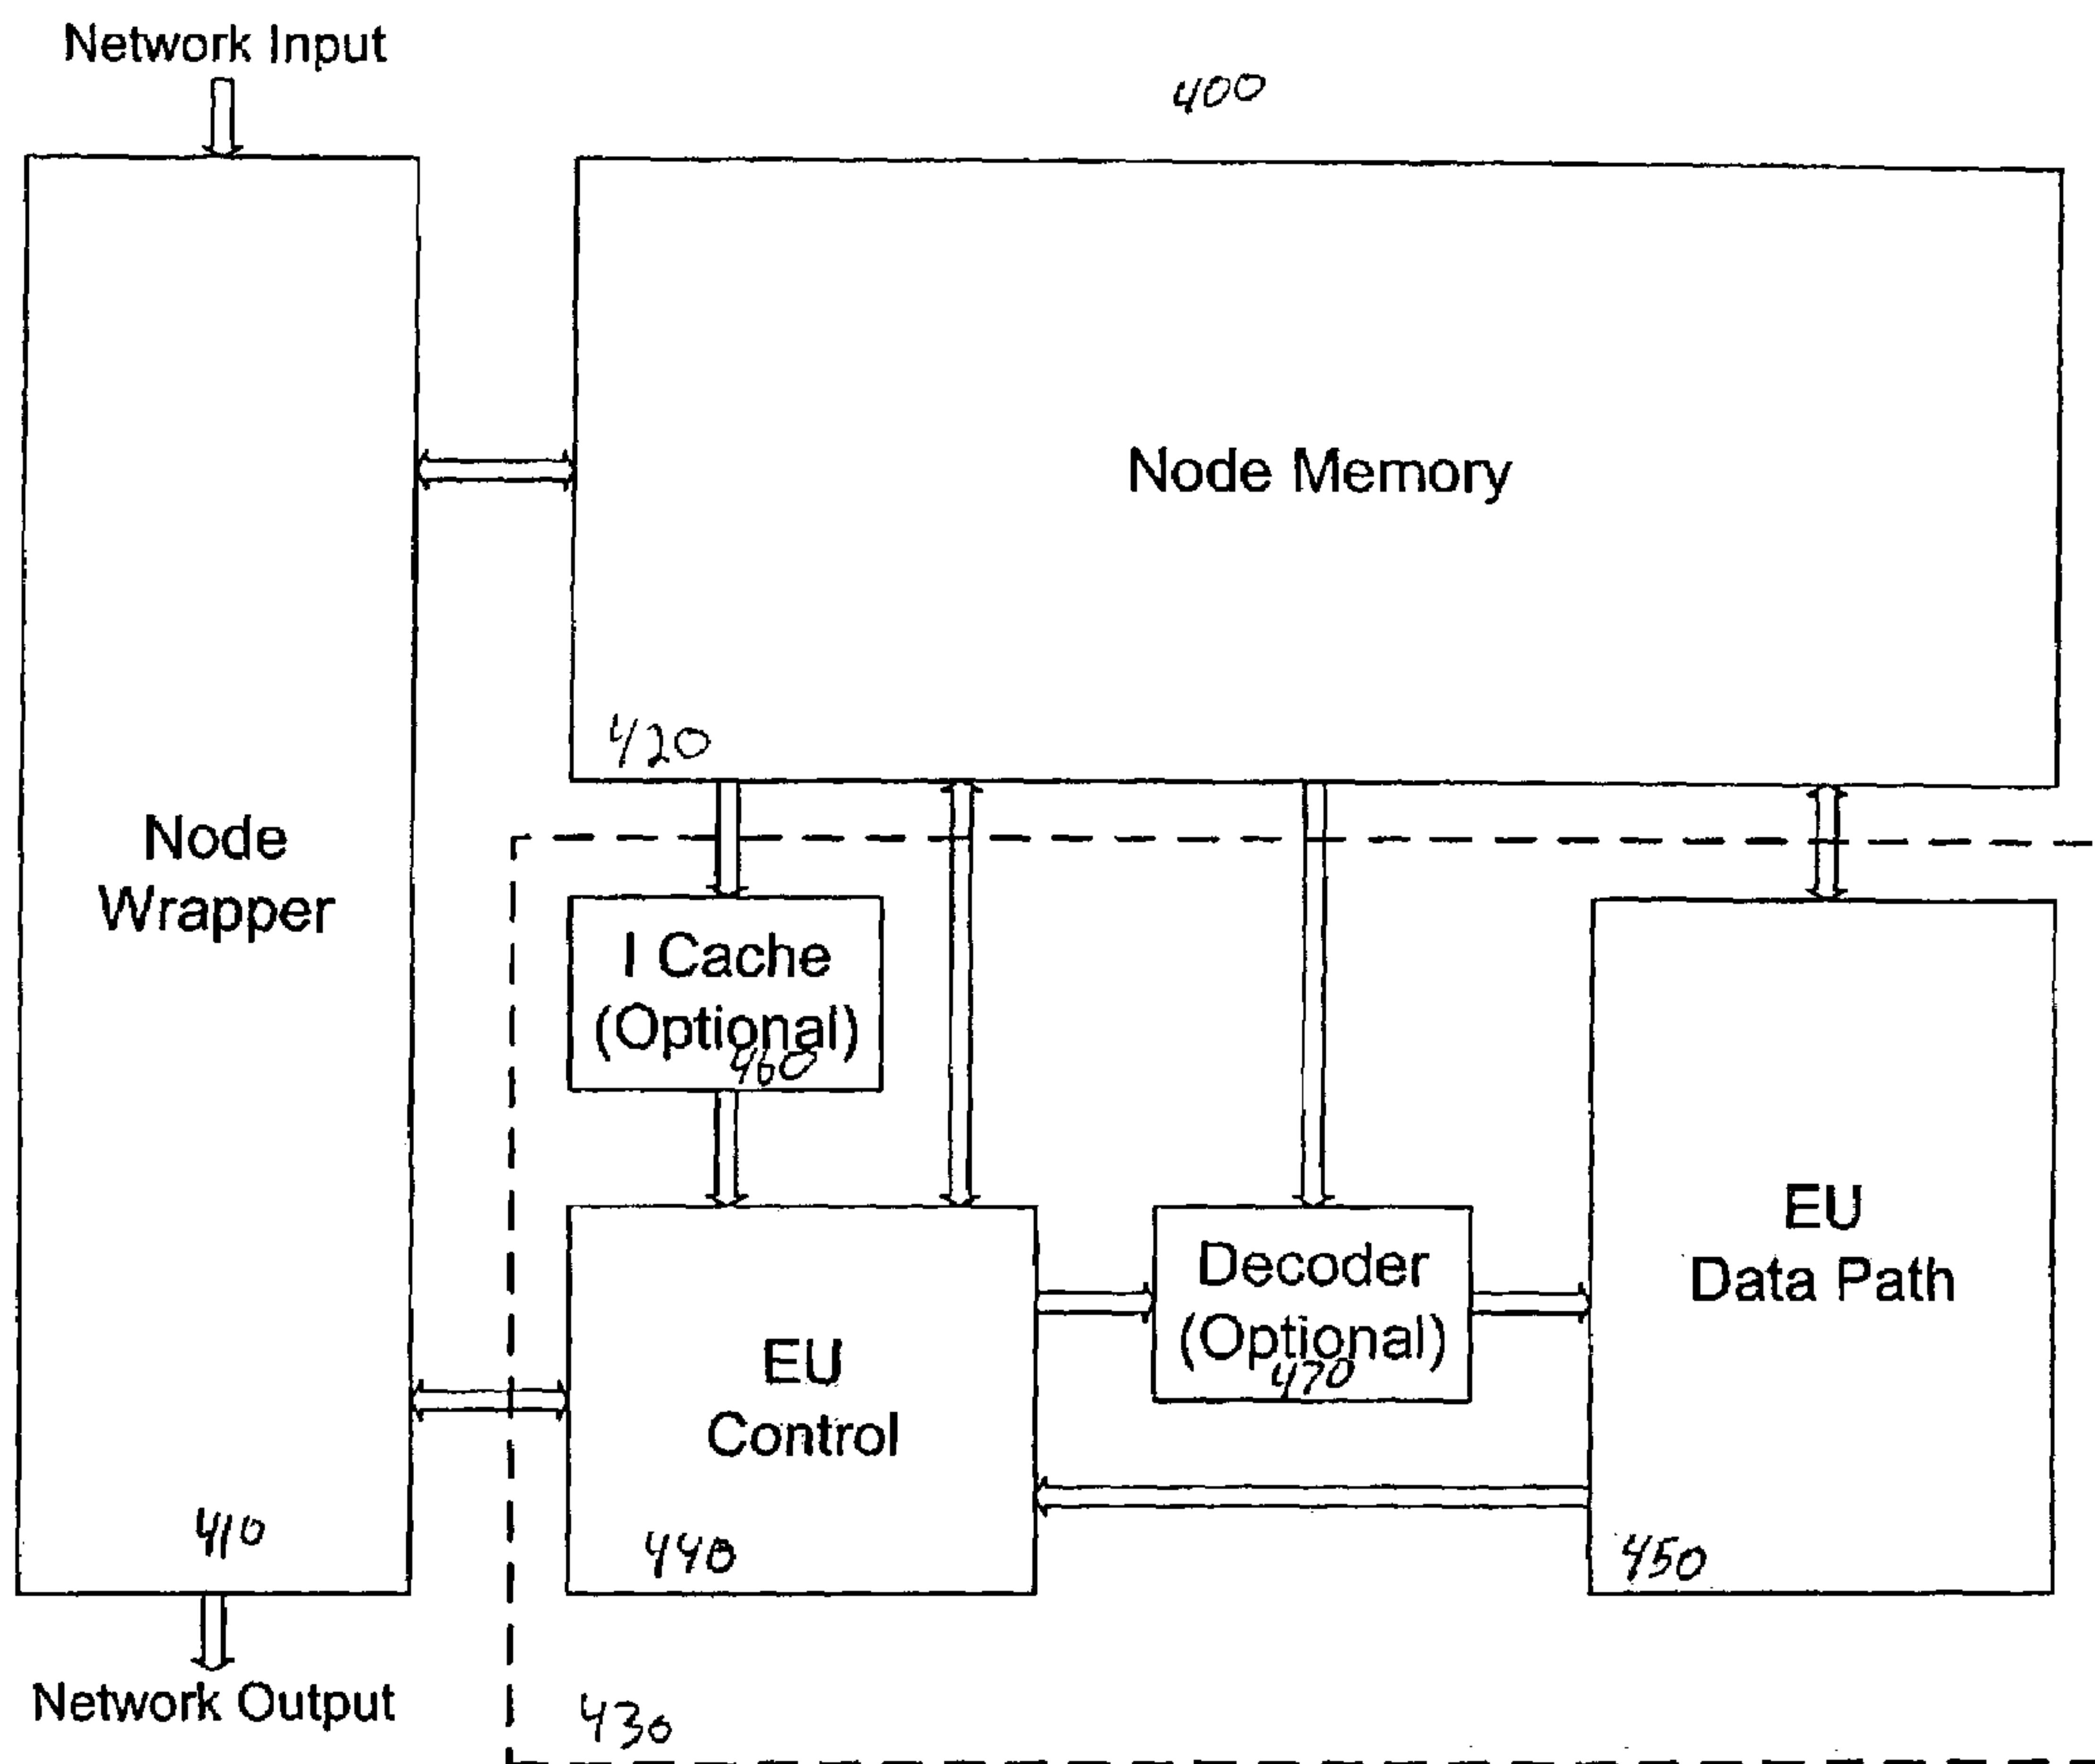 Network Input
400
Node Memory
420
Node
Wrapper
I Cache
(Optional)
460
EU
Data Path
Decoder
(Optional)
470
EU
Control
410
440
450
Network Output
430